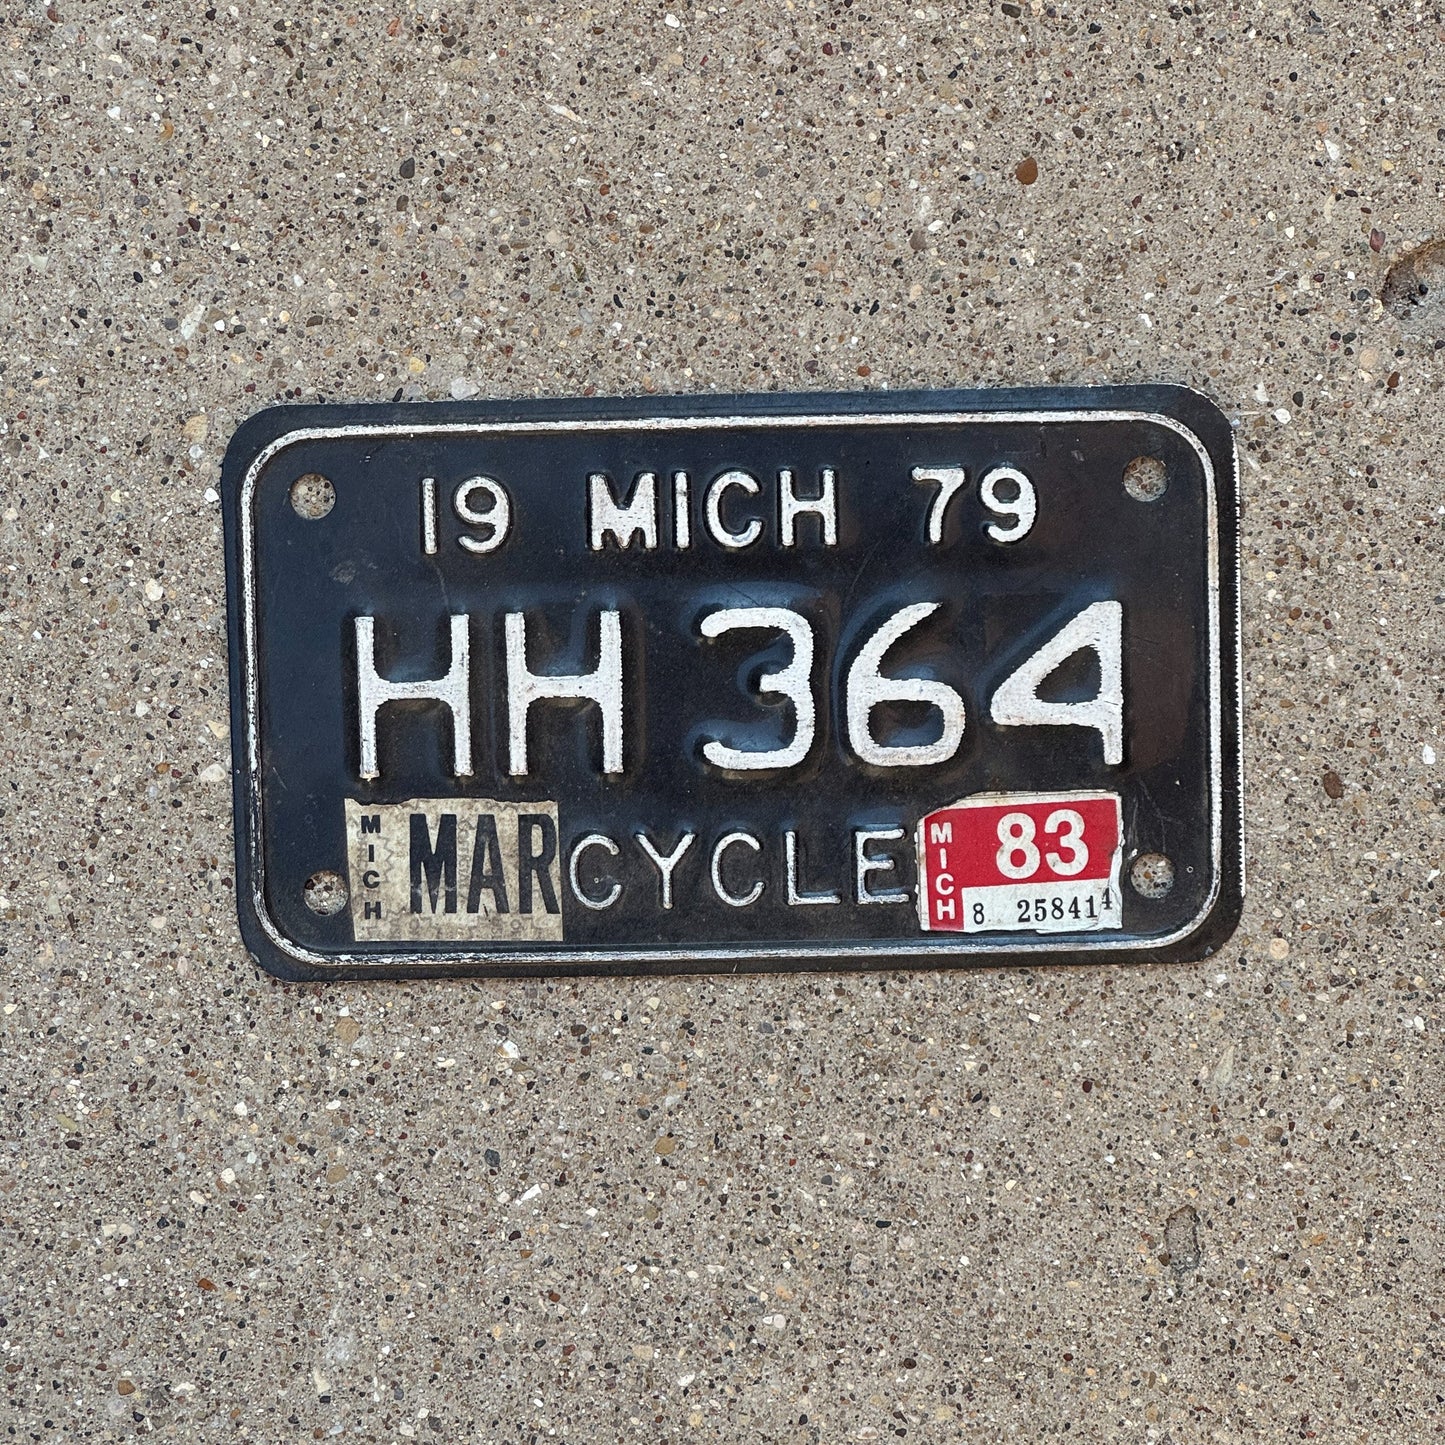 19 MICH 79
HH 364
MICH MAR CYCLE MICH 83
8 258414